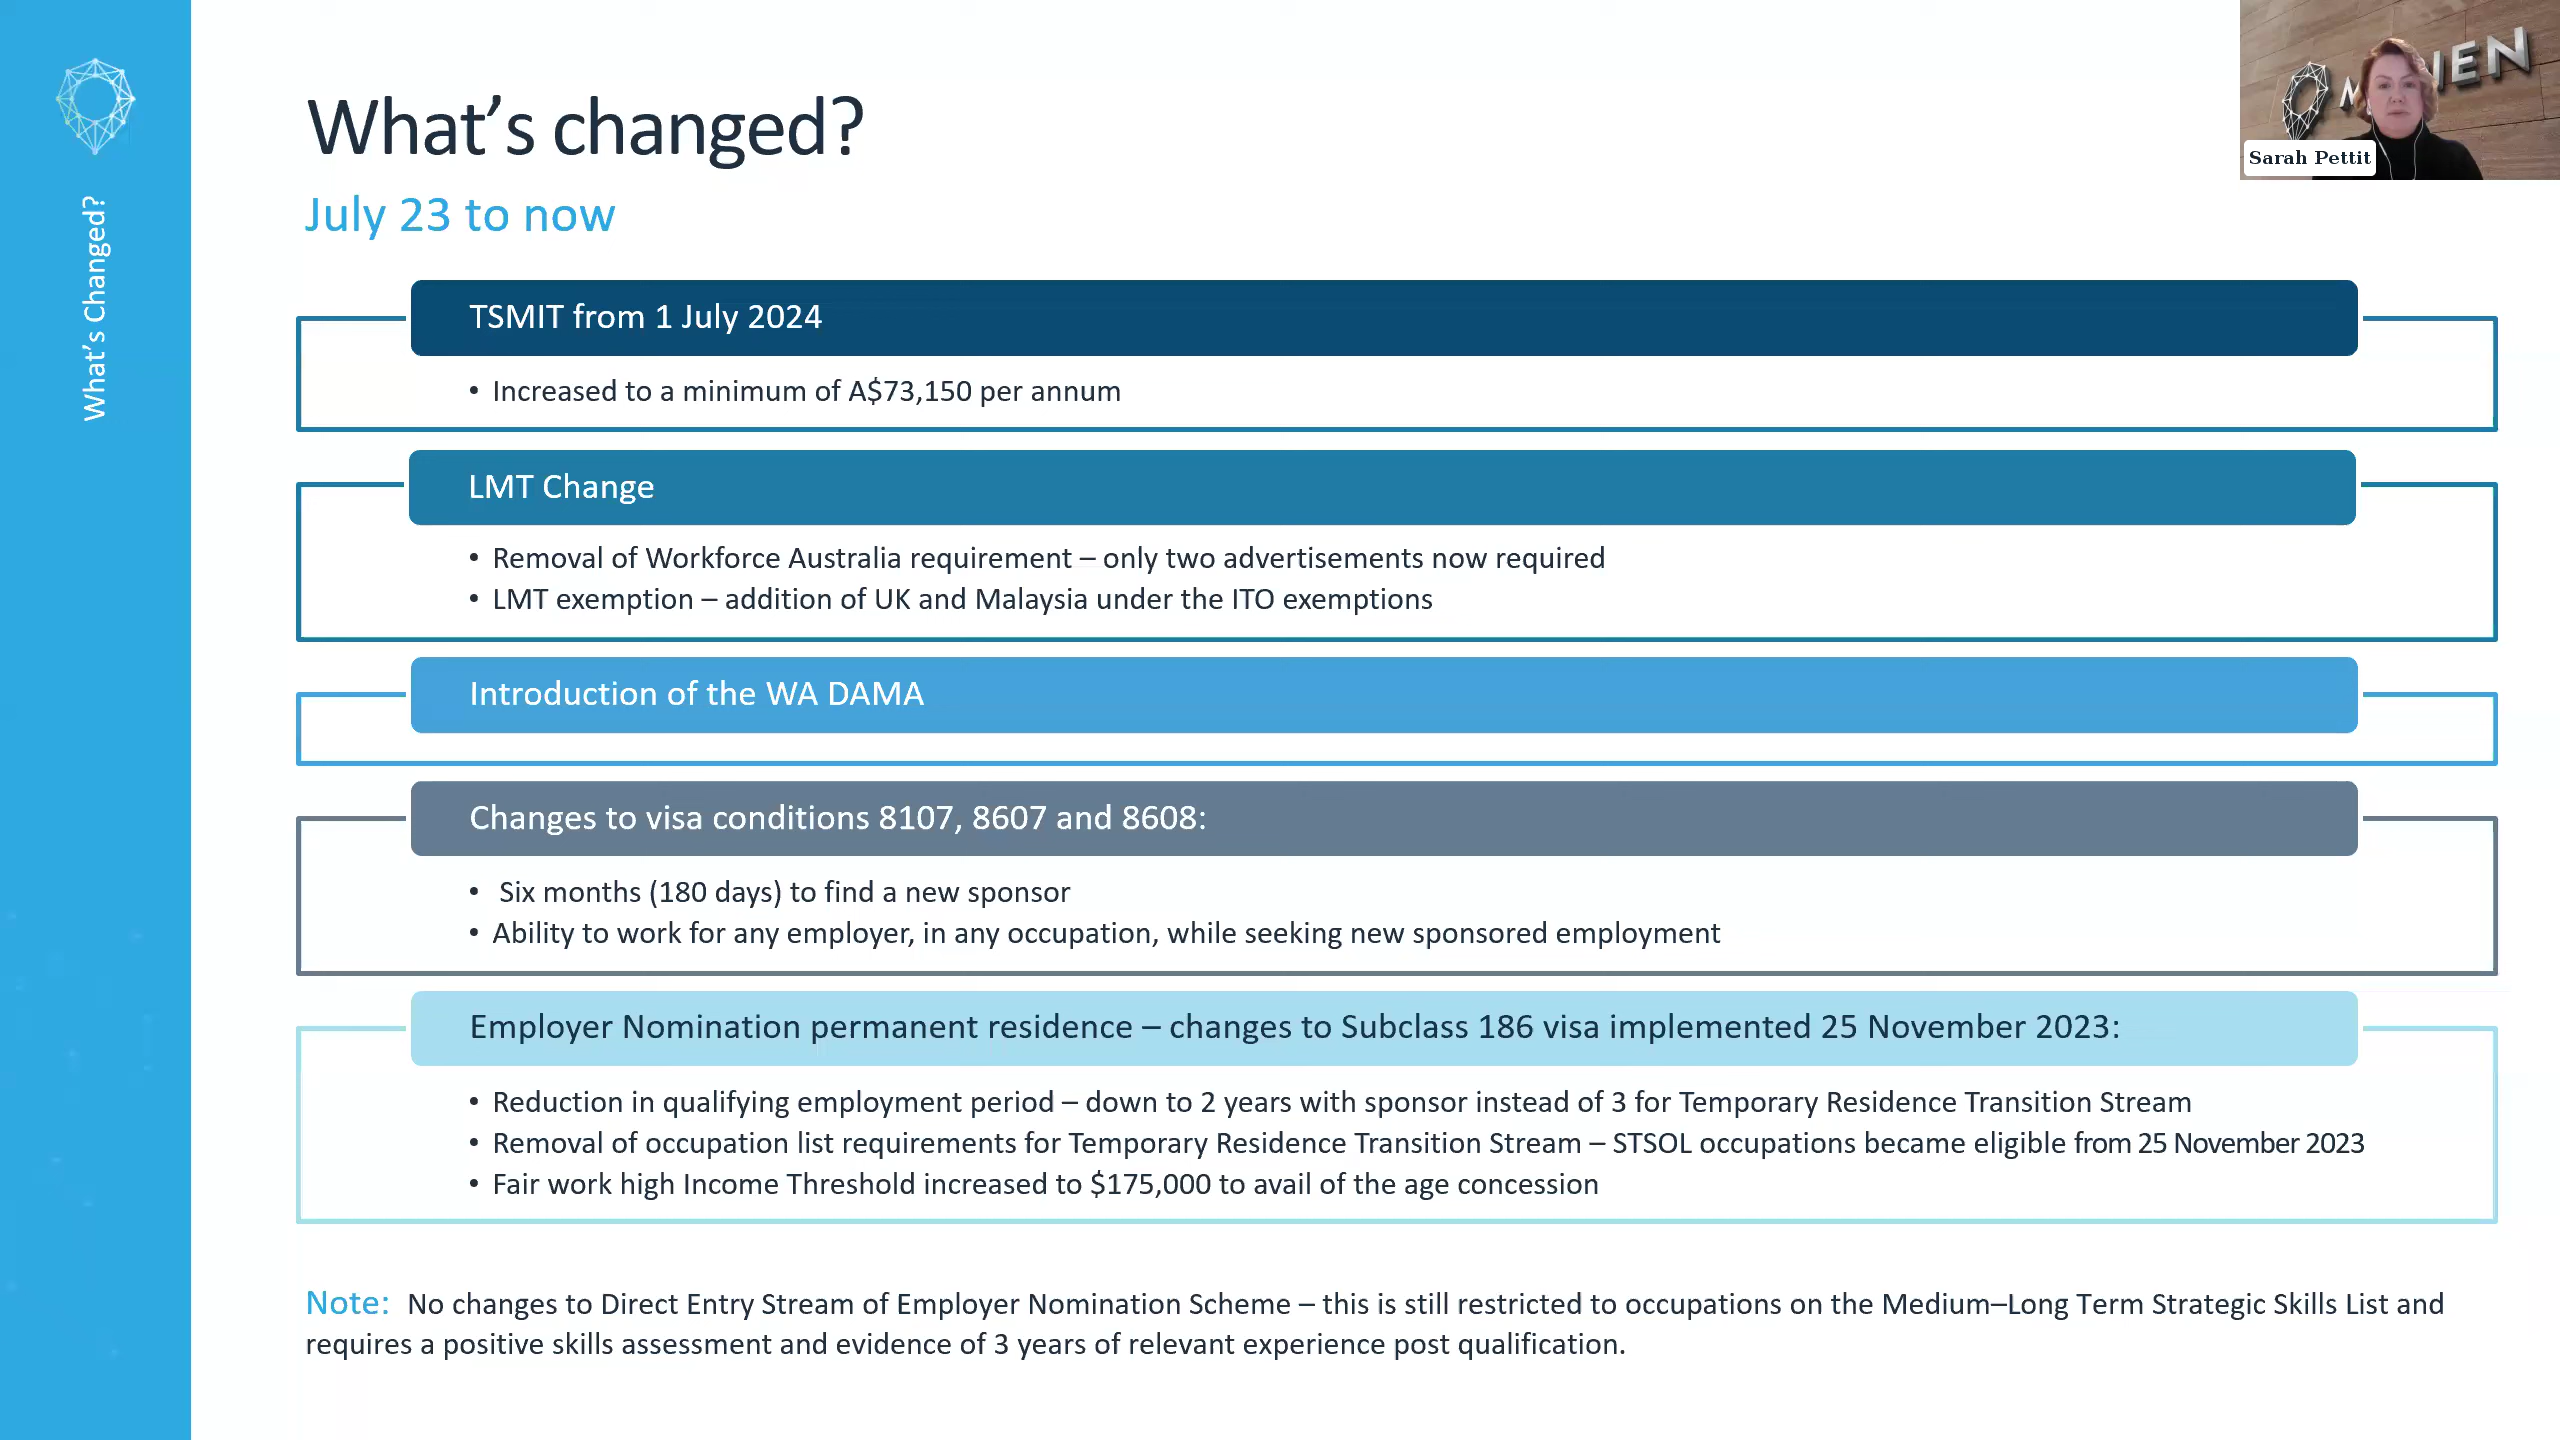 What's changed?
July 23 to now
What's Changed?
IEN
Sarah Pettit
TSMIT from 1 July 2024
• Increased to a minimum of A$73,150 per annum
LMT Change
• Removal of Workforce Australia requirement – only two advertisements now required
• LMT exemption – addition of UK and Malaysia under the ITO exemptions
Introduction of the WA DAMA
Changes to visa conditions 8107, 8607 and 8608:
• Six months (180 days) to find a new sponsor
• Ability to work for any employer, in any occupation, while seeking new sponsored employment
Employer Nomination permanent residence – changes to Subclass 186 visa implemented 25 November 2023:
• Reduction in qualifying employment period – down to 2 years with sponsor instead of 3 for Temporary Residence Transition Stream
• Removal of occupation list requirements for Temporary Residence Transition Stream – STSOL occupations became eligible from 25 November 2023
• Fair work high Income Threshold increased to $175,000 to avail of the age concession
Note: No changes to Direct Entry Stream of Employer Nomination Scheme – this is still restricted to occupations on the Medium–Long Term Strategic Skills List and
requires a positive skills assessment and evidence of 3 years of relevant experience post qualification.